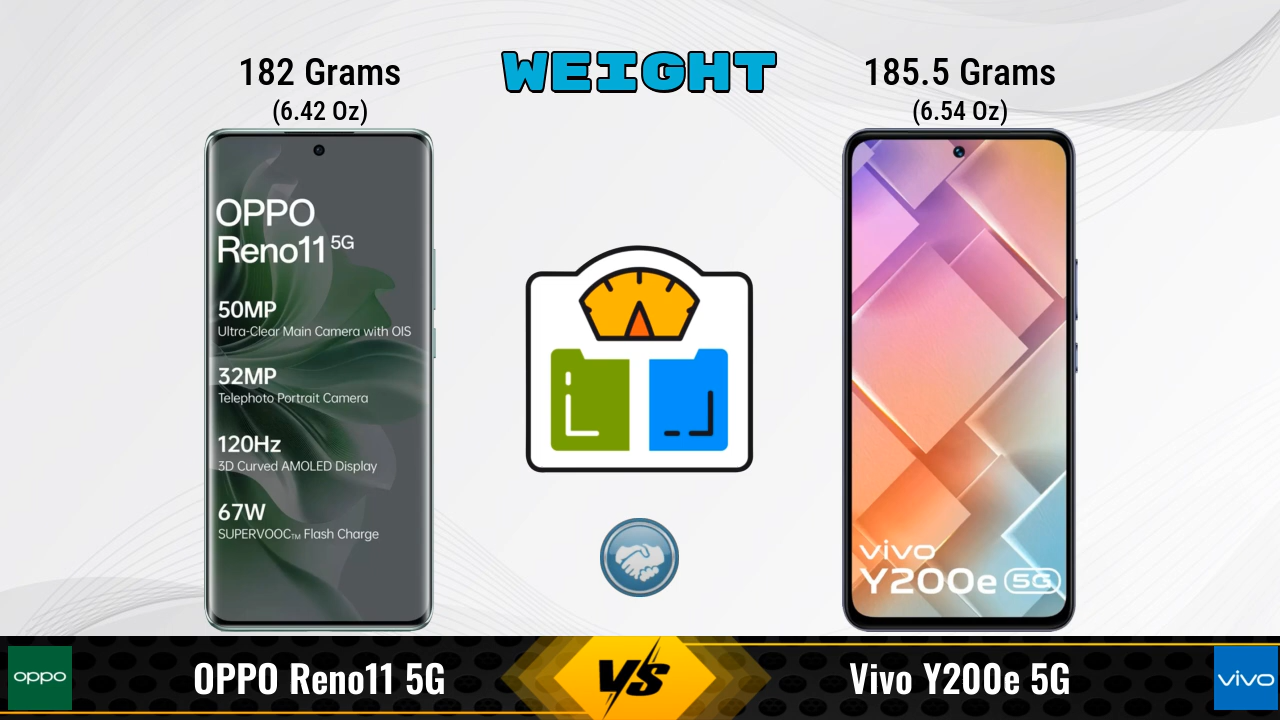 WEIGHT
182 Grams
(6.42 Oz)
185.5 Grams
(6.54 Oz)
OPPO
Reno11 5G
50MP
Ultra-Clear Main Camera with OIS
32MP
Telephoto Portrait Camera
120Hz
3D Curved AMOLED Display
67W
SUPERVOOC™ Flash Charge
vivo
Y200e 5G
oppo
OPPO Reno11 5G
VS
Vivo Y200e 5G
vivo